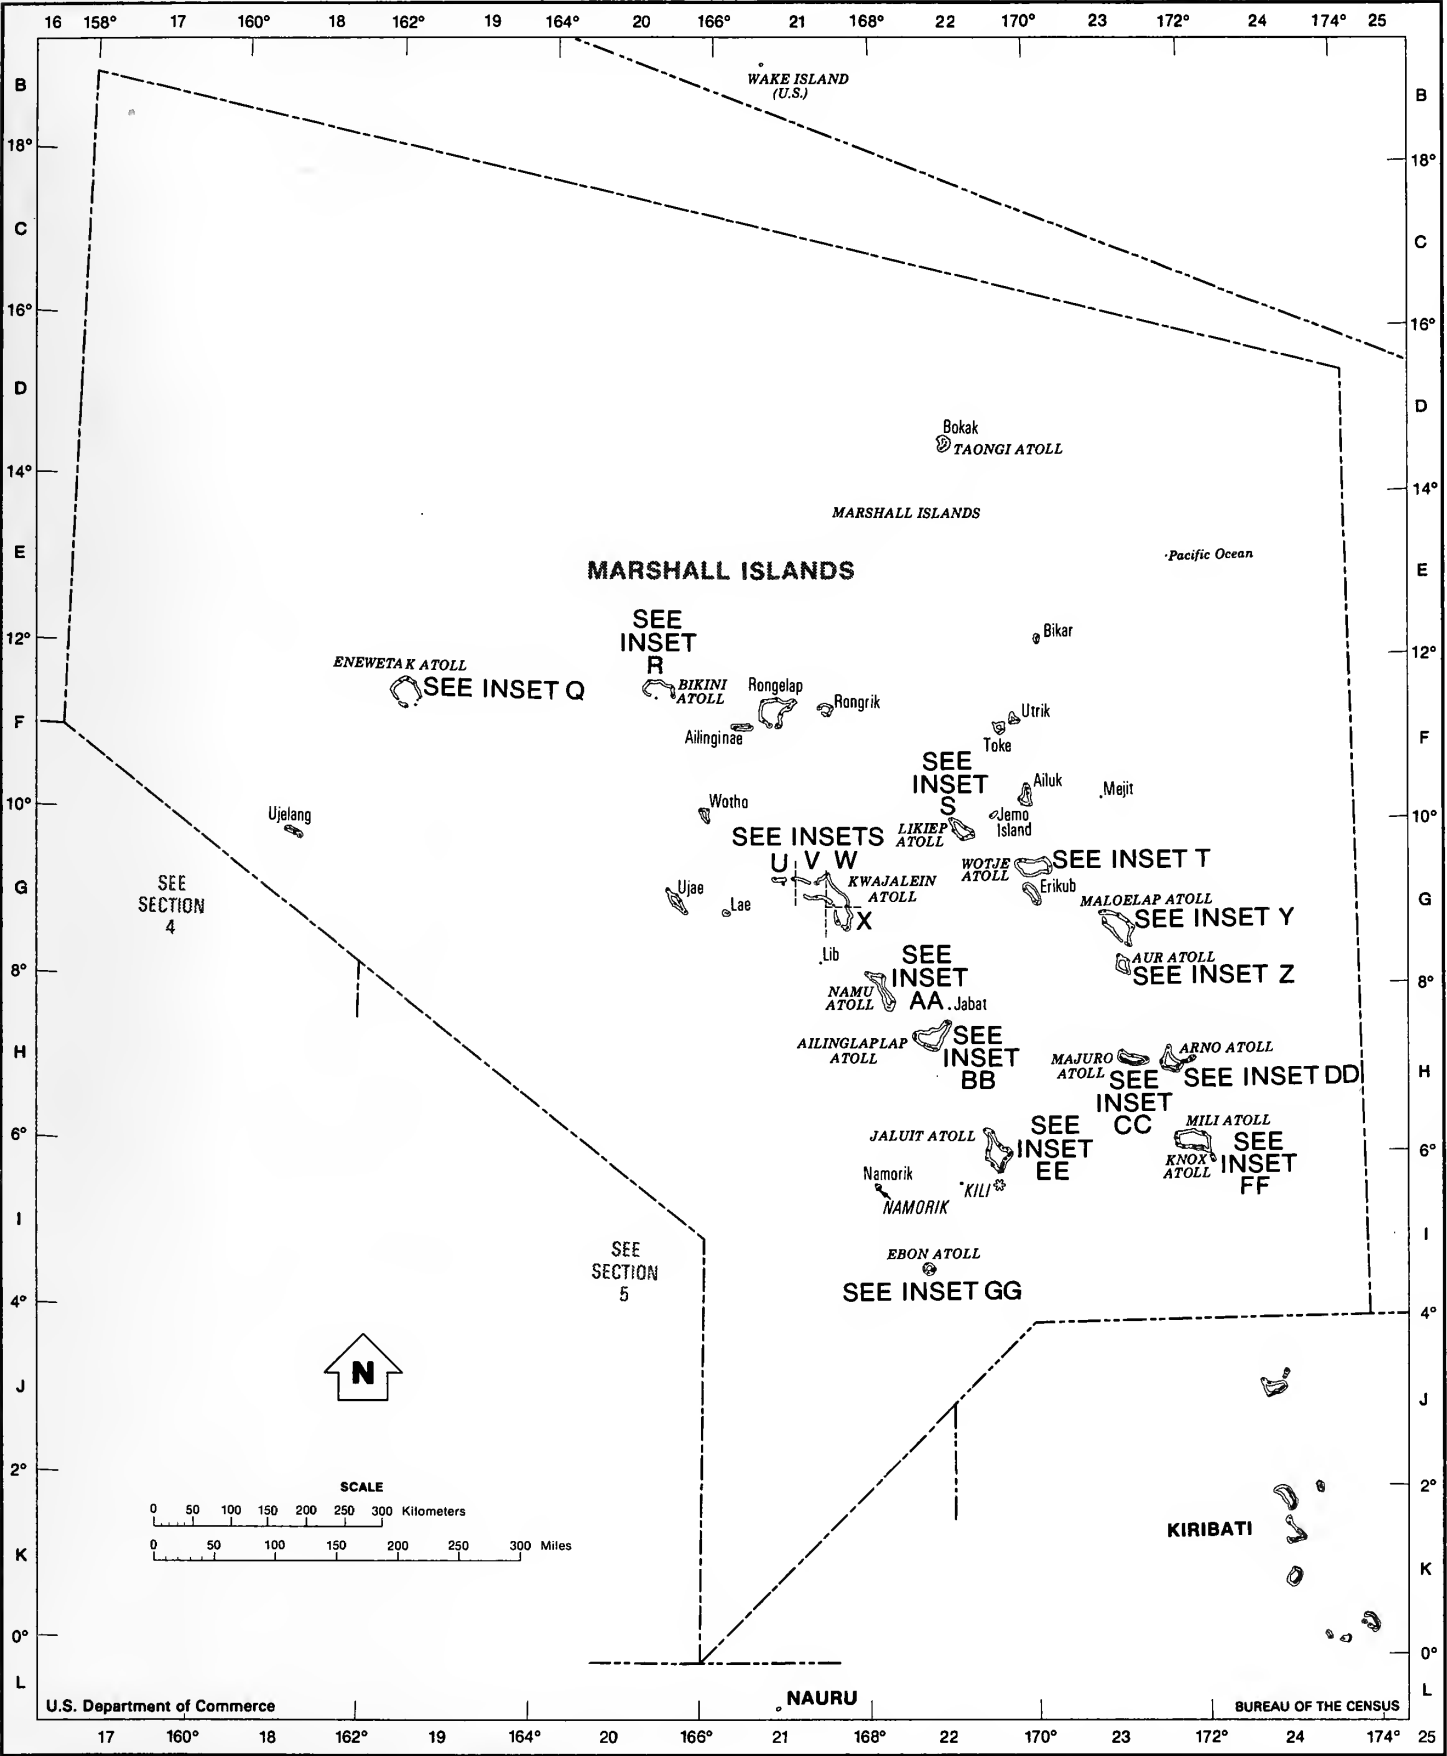 16 158° 17 160° 18 162° 19 164° 20 166° 21 168° 22 170° 23 172° 24 174° 25
B
WAKE ISLAND
(U.S.)
B
18°
18°
C
C
16°
16°
D
D
Bokak
TAONGI ATOLL
14°
14°
MARSHALL ISLANDS
E
Pacific Ocean
E
MARSHALL ISLANDS
SEE
INSET
R
12°
Bikar
12°
ENEWETAK ATOLL
SEE INSET Q
BIKINI
ATOLL
Rongelap
Rongrik
Utrik
F
Ailinginae
Toke
F
SEE
INSET
S
Ailuk
Mejit
10°
Ujelang
Wotho
Jemo
Island
10°
LIKIEP
ATOLL
SEE INSETS
U V W
WOTJE
ATOLL
SEE INSET T
SEE
SECTION
4
G
Ujae
Lae
KWAJALEIN
ATOLL
X
Erikub
MALOELAP ATOLL
SEE INSET Y
G
Lib
SEE
INSET
AA
AUR ATOLL
SEE INSET Z
8°
8°
NAMU
ATOLL
Jabat
H
AILINGLAPLAP
ATOLL
SEE
INSET
BB
MAJURO
ATOLL
SEE
INSET
CC
ARNO ATOLL
SEE INSET DD
H
6°
JALUIT ATOLL
SEE
INSET
EE
MILI ATOLL
KNOX
ATOLL
SEE
INSET
FF
6°
Namorik
NAMORIK
KILI
I
I
SEE
SECTION
5
EBON ATOLL
SEE INSET GG
4°
4°
N
J
J
2°
2°
SCALE
0 50 100 150 200 250 300 Kilometers
0 50 100 150 200 250 300 Miles
KIRIBATI
K
K
0°
0°
L
L
U.S. Department of Commerce
NAURU
BUREAU OF THE CENSUS
17 160° 18 162° 19 164° 20 166° 21 168° 22 170° 23 172° 24 174° 25